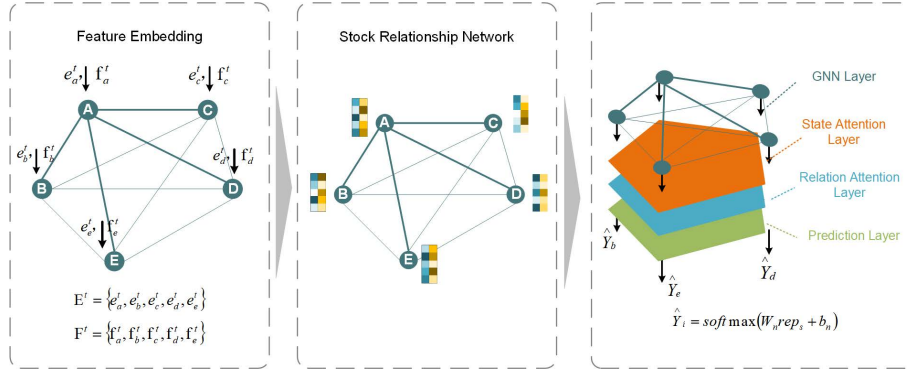 Feature Embedding
e_a^t, f_a^t
e_c^t, f_c^t
A
C
e_b^t, f_b^t
e_d^t, f_d^t
B
D
e_e^t, f_e^t
E
E^t = {e_a^t, e_b^t, e_c^t, e_d^t, e_e^t}
F^t = {f_a^t, f_b^t, f_c^t, f_d^t, f_e^t}
Stock Relationship Network
A
C
B
D
E
GNN Layer
State Attention
Layer
Relation Attention
Layer
Prediction Layer
Ŷ_b
Ŷ_e
Ŷ_d
Ŷ_i = softmax(W_n rep_s + b_n)